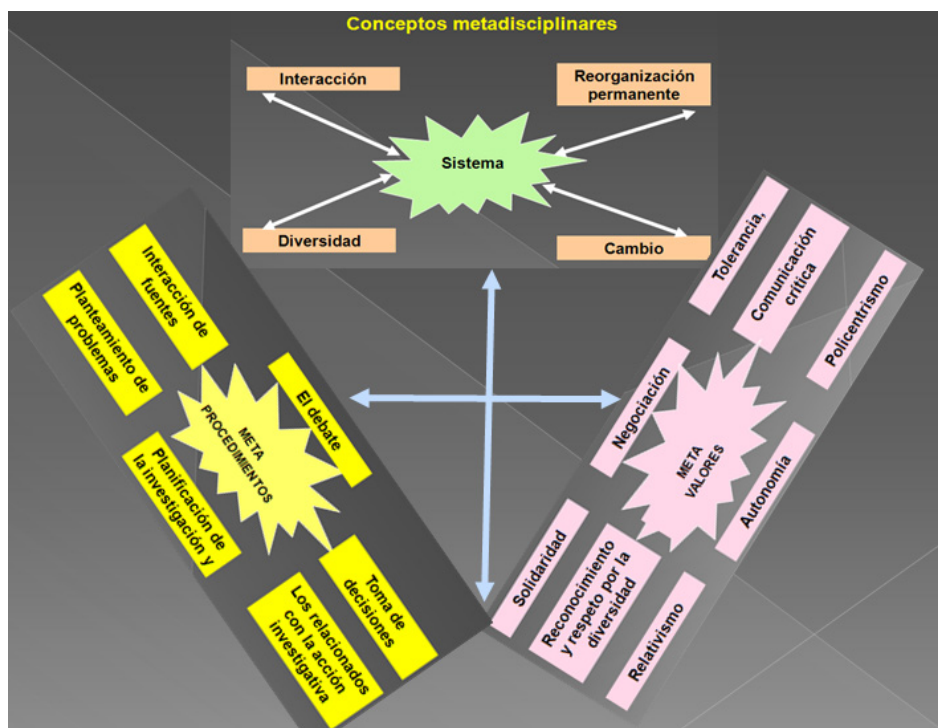 Conceptos metadisciplinares
Interacción
Reorganización
permanente
Sistema
Diversidad
Cambio
Interacción de
fuentes
Planteamiento de
problemas
El debate
META
PROCEDIMIENTOS
Planificación de
la investigación y
Toma de
decisiones
Los relacionados
con la acción
investigativa
Tolerancia,
Comunicación
crítica
Policentrismo
Negociación
META
VALORES
Autonomía
Solidaridad
Reconocimiento
y respeto por la
diversidad
Relativismo